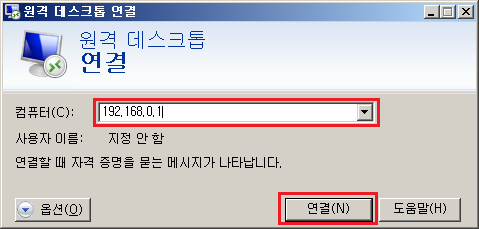 원격 데스크톱 연결
원격 데스크톱
연결
컴퓨터(C):
192,168,0,1
사용자 이름:
지정 안 함
연결할 때 자격 증명을 묻는 메시지가 나타납니다.
옵션(O)
연결(N)
도움말(H)